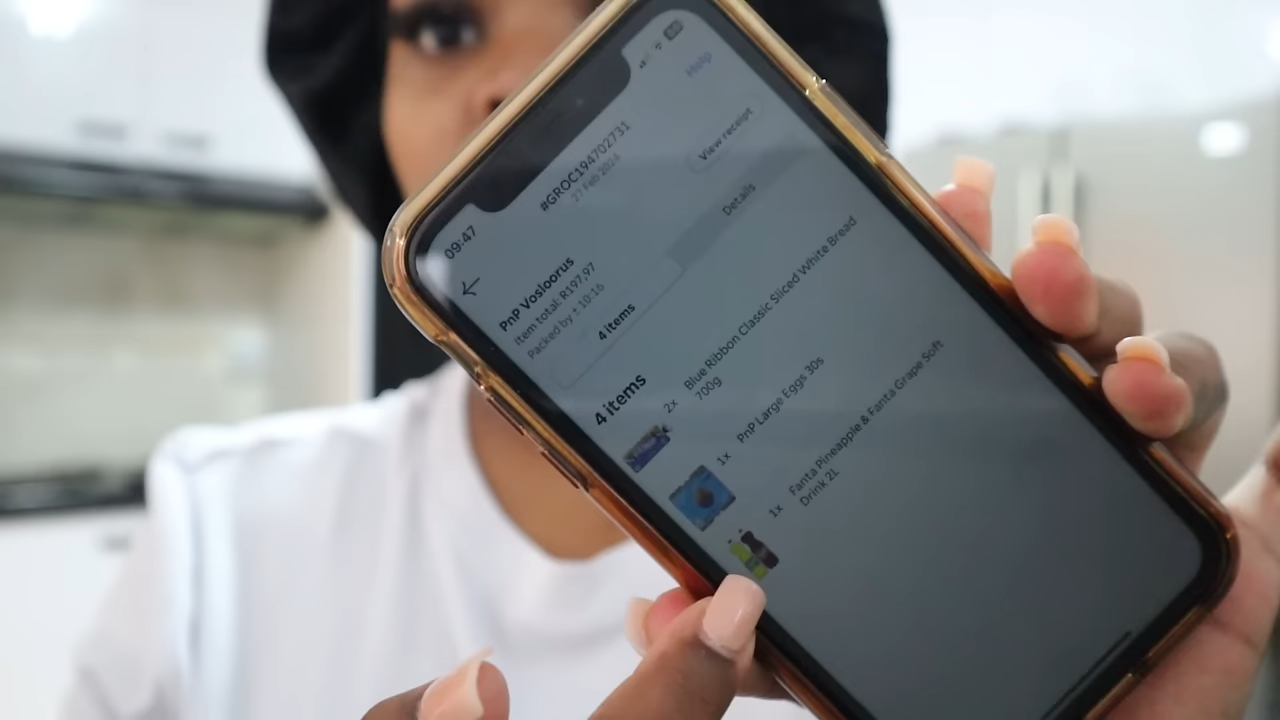 09:47
Help
#GROC194702731
27 Feb 2024
View receipt
PnP Vosloorus
Item total: R197,97
Packed by ± 10:16
4 items
Details
4 items
2x Blue Ribbon Classic Sliced White Bread
700g
1x PnP Large Eggs 30s
1x Fanta Pineapple & Fanta Grape Soft
Drink 2L